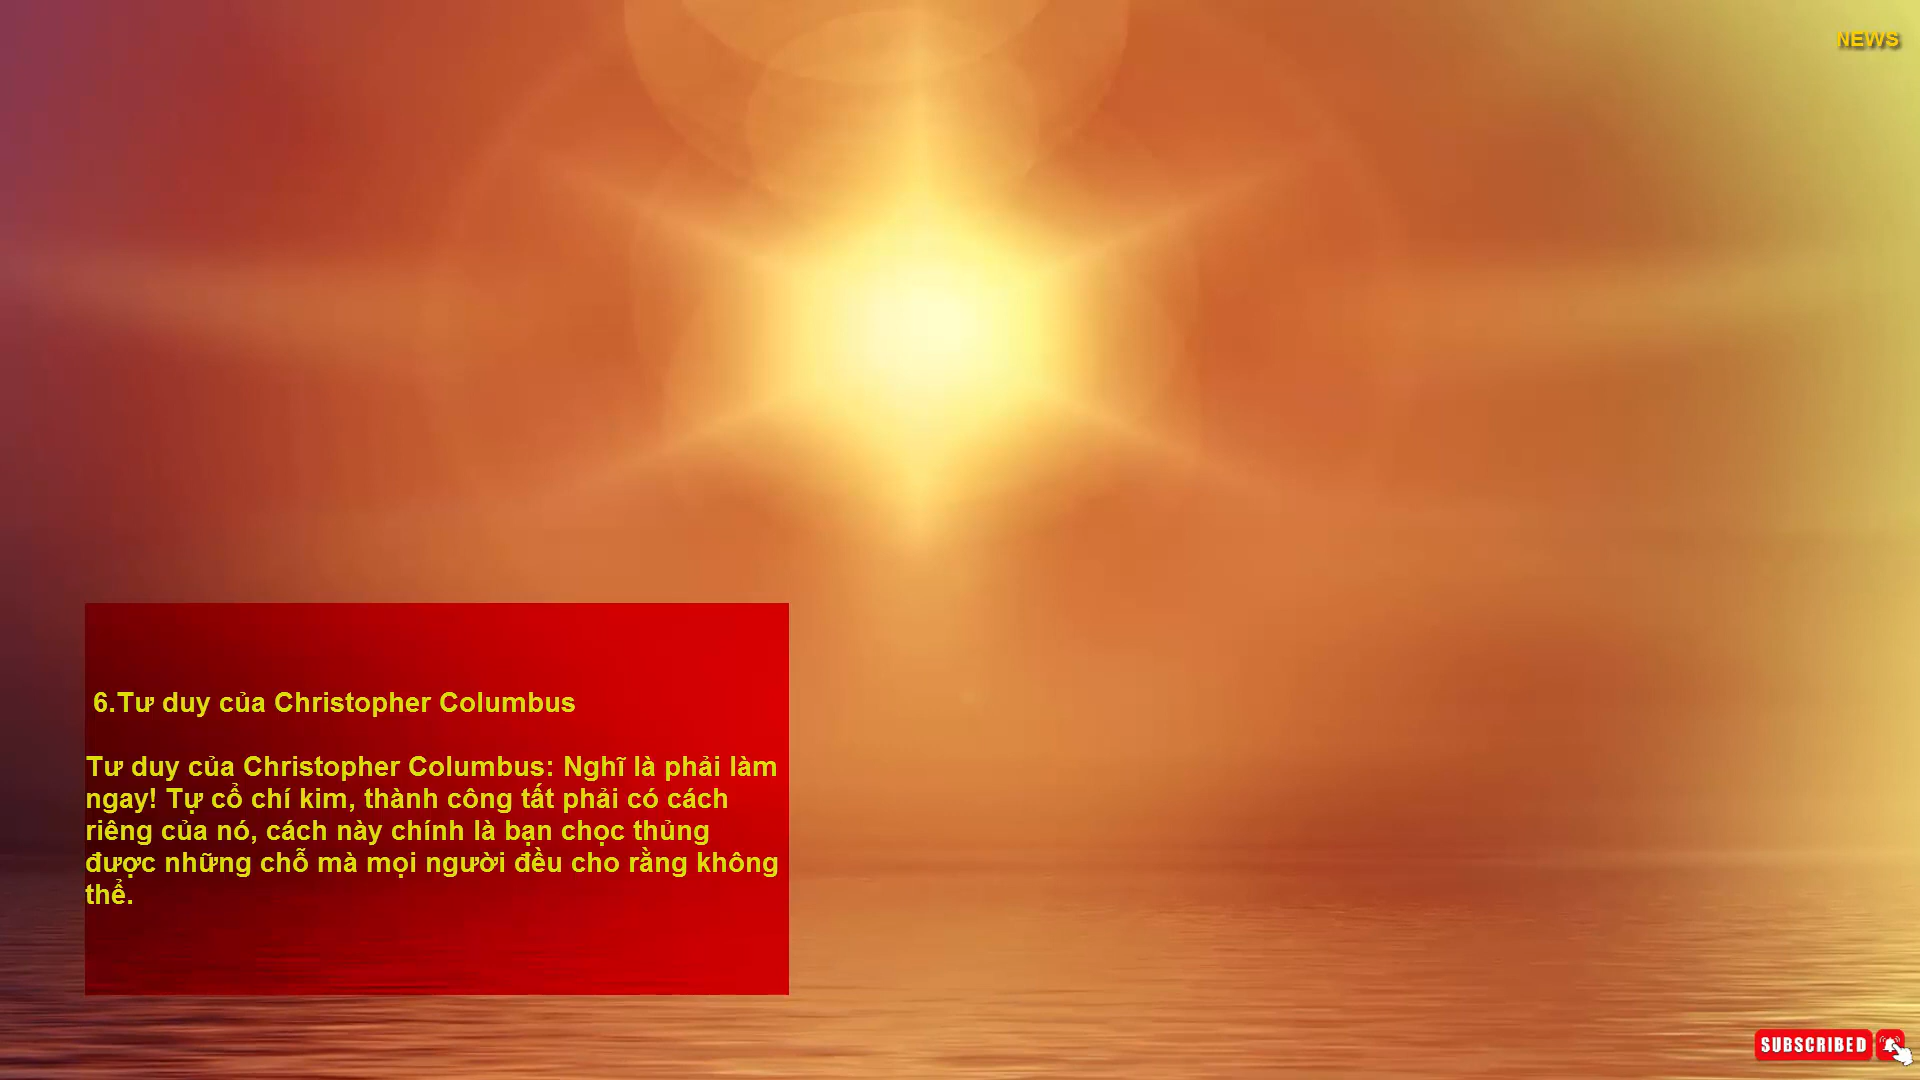 NEWS
6.Tư duy của Christopher Columbus
Tư duy của Christopher Columbus: Nghĩ là phải làm
ngay! Tự cổ chí kim, thành công tất phải có cách
riêng của nó, cách này chính là bạn chọc thủng
được những chỗ mà mọi người đều cho rằng không
thể.
SUBSCRIBED